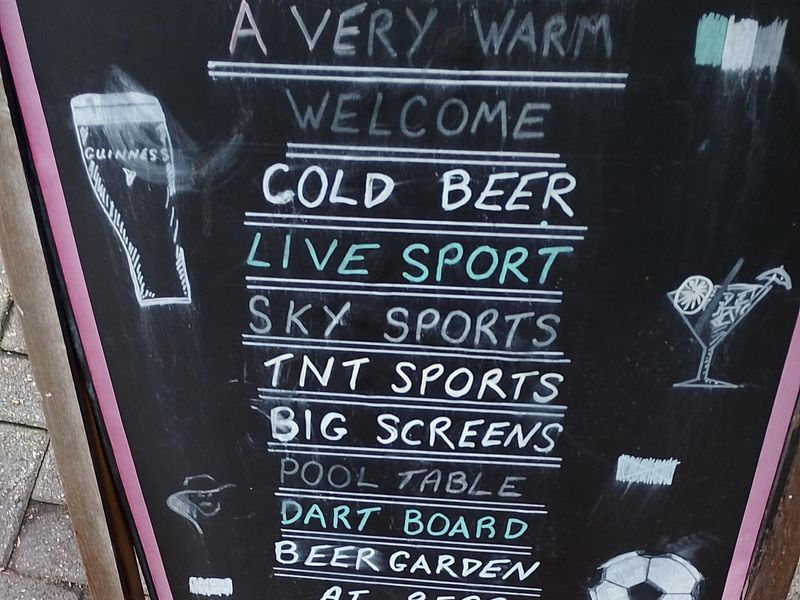 A VERY WARM
WELCOME
GUINNESS
COLD BEER
LIVE SPORT
SKY SPORTS
TNT SPORTS
BIG SCREENS
POOL TABLE
DART BOARD
BEER GARDEN
AT